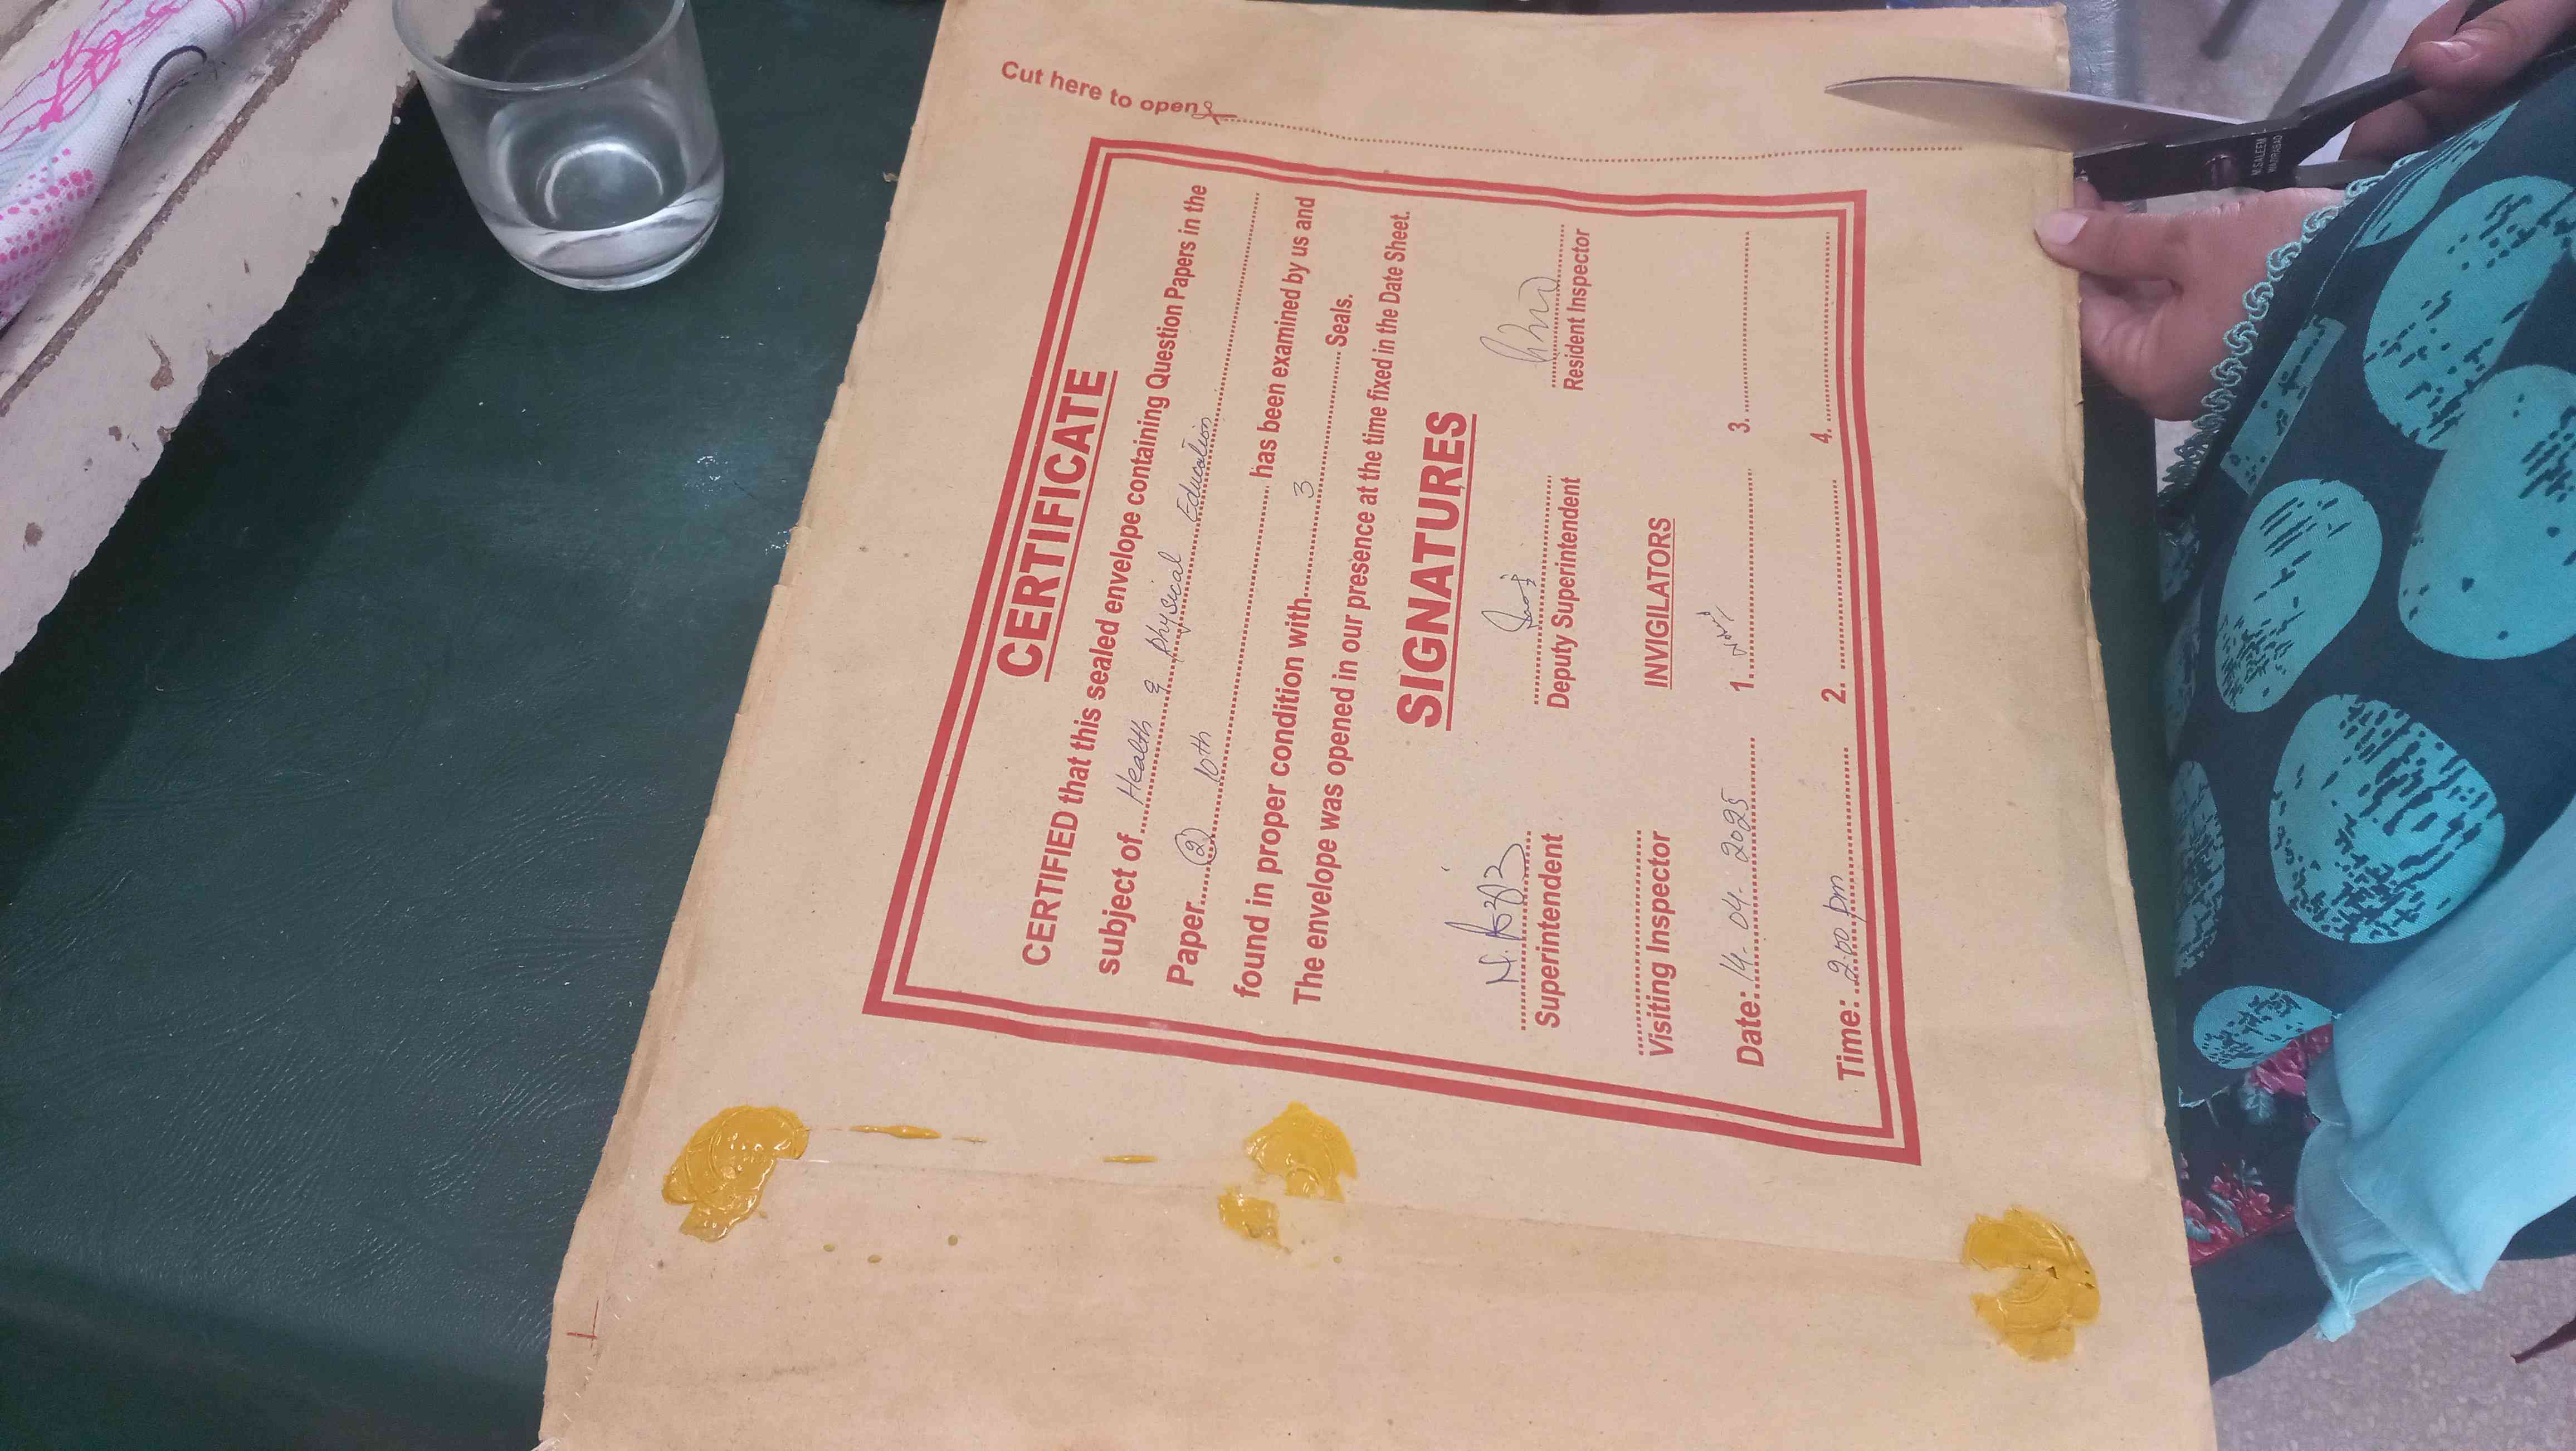 Cut here to open
CERTIFICATE
CERTIFIED that this sealed envelope containing Question Papers in the
subject of Health & Physical Education
Paper (2) 10th
has been examined by us and
found in proper condition with 3 Seals.
The envelope was opened in our presence at the time fixed in the Date Sheet.
SIGNATURES
Superintendent
Deputy Superintendent
Resident Inspector
Visiting Inspector
INVIGILATORS
Date: 14-04-2025
1.
3.
Time: 2:00 pm
2.
4.
M.SALEEM